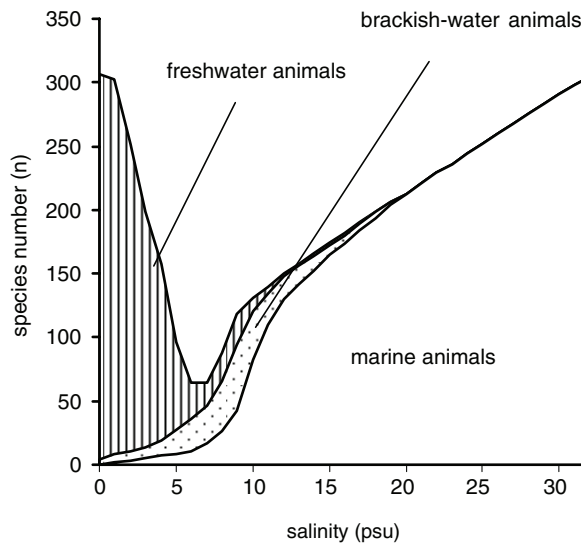 350
300
250
200
150
100
50
0
species number (n)
brackish-water animals
freshwater animals
marine animals
0 5 10 15 20 25 30
salinity (psu)